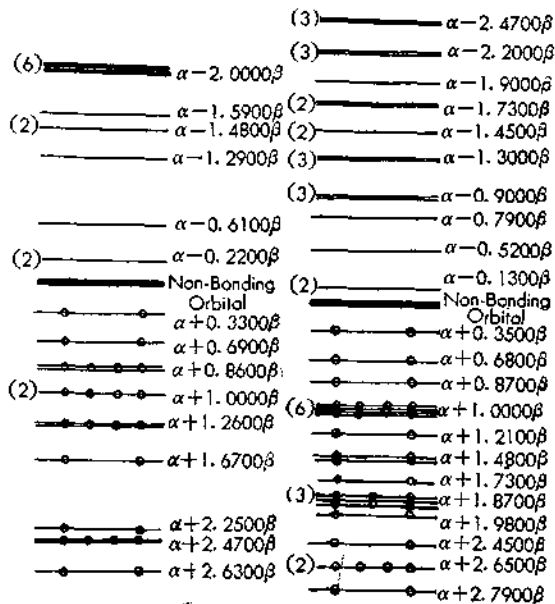 (6) α−2.0000β
α−1.5900β
(2) α−1.4800β
α−1.2900β
α−0.6100β
(2) α−0.2200β
Non-Bonding
Orbital
α+0.3300β
α+0.6900β
α+0.8600β
(2) α+1.0000β
α+1.2600β
α+1.6700β
α+2.2500β
α+2.4700β
α+2.6300β
(3) α−2.4700β
(3) α−2.2000β
α−1.9000β
(2) α−1.7300β
(2) α−1.4500β
(3) α−1.3000β
(3) α−0.9000β
α−0.7900β
α−0.5200β
(2) α−0.1300β
Non-Bonding
Orbital
α+0.3500β
α+0.6800β
α+0.8700β
(6) α+1.0000β
α+1.2100β
α+1.4800β
α+1.7300β
(3) α+1.8700β
α+1.9800β
α+2.4500β
(2) α+2.6500β
α+2.7900β